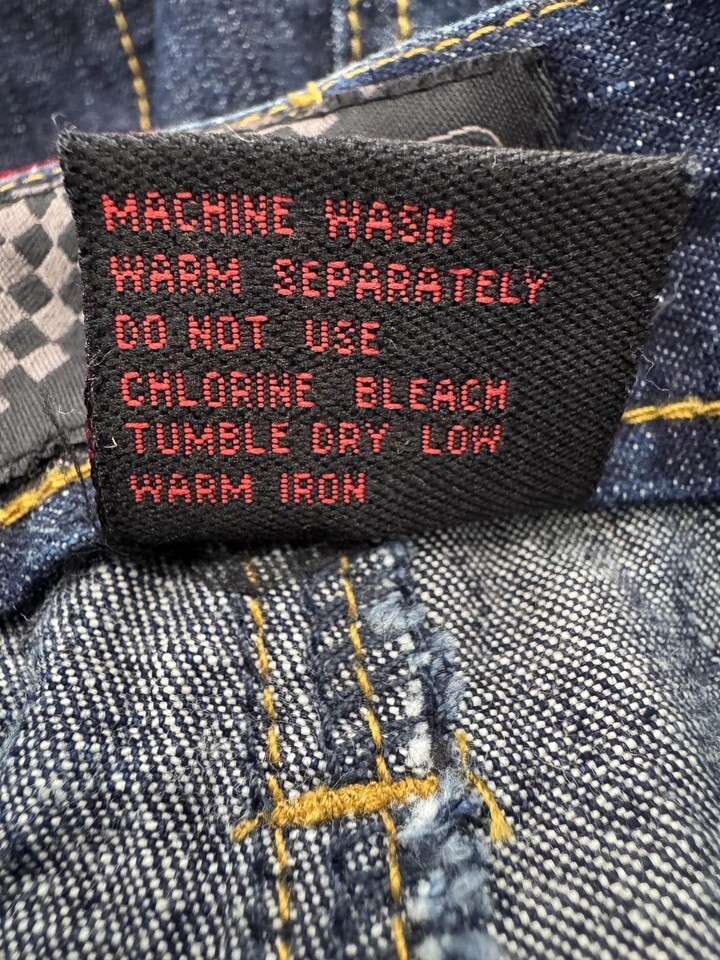 MACHINE WASH
WARM SEPARATELY
DO NOT USE
CHLORINE BLEACH
TUMBLE DRY LOW
WARM IRON